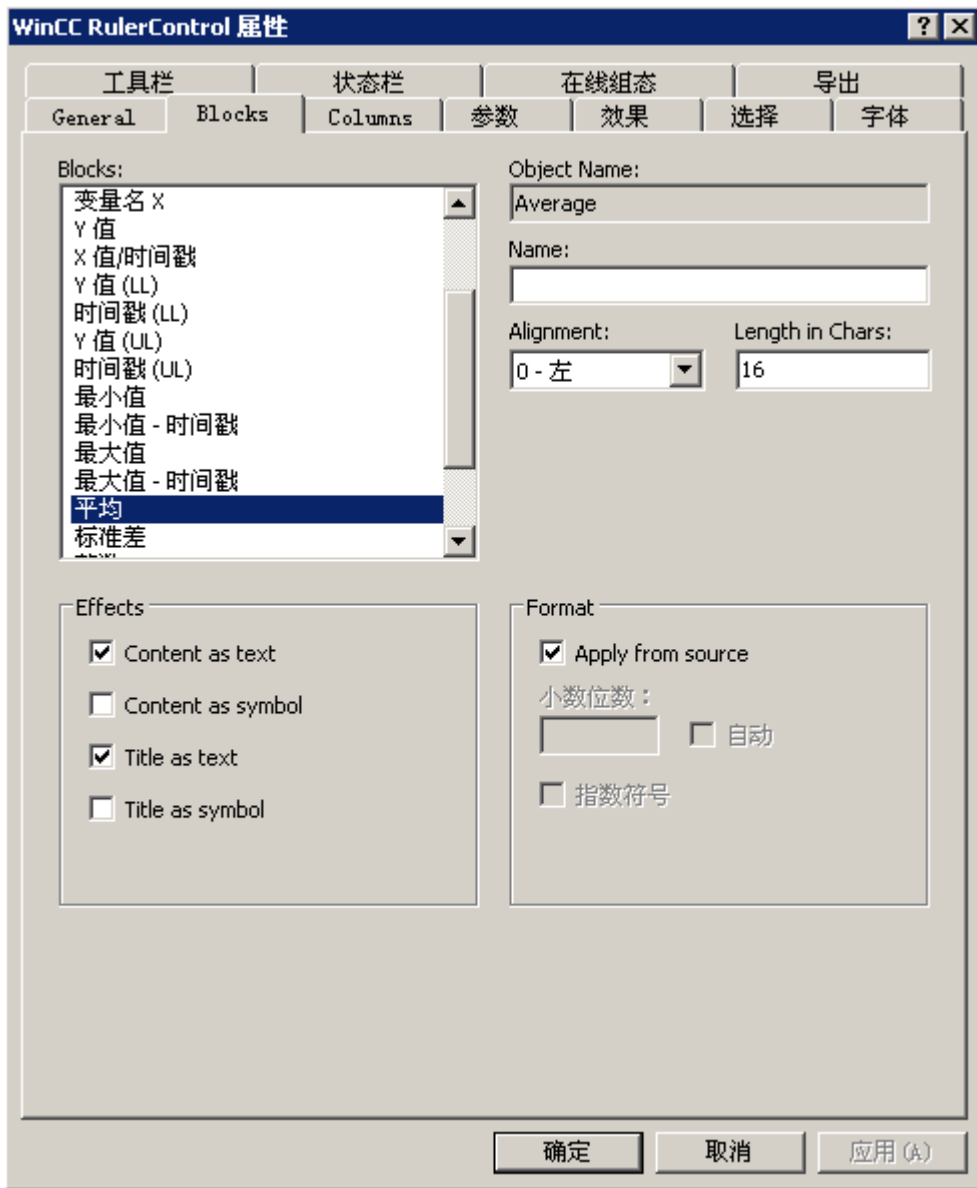 WinCC RulerControl 属性
工具栏 状态栏 在线组态 导出
General Blocks Columns 参数 效果 选择 字体
Blocks:
变量名 X
Y 值
X 值/时间戳
Y 值 (LL)
时间戳 (LL)
Y 值 (UL)
时间戳 (UL)
最小值
最小值 - 时间戳
最大值
最大值 - 时间戳
平均
标准差
Object Name:
Average
Name:
Alignment: Length in Chars:
0 - 左 16
Effects
Content as text
Content as symbol
Title as text
Title as symbol
Format
Apply from source
小数位数：
自动
指数符号
确定 取消 应用(A)